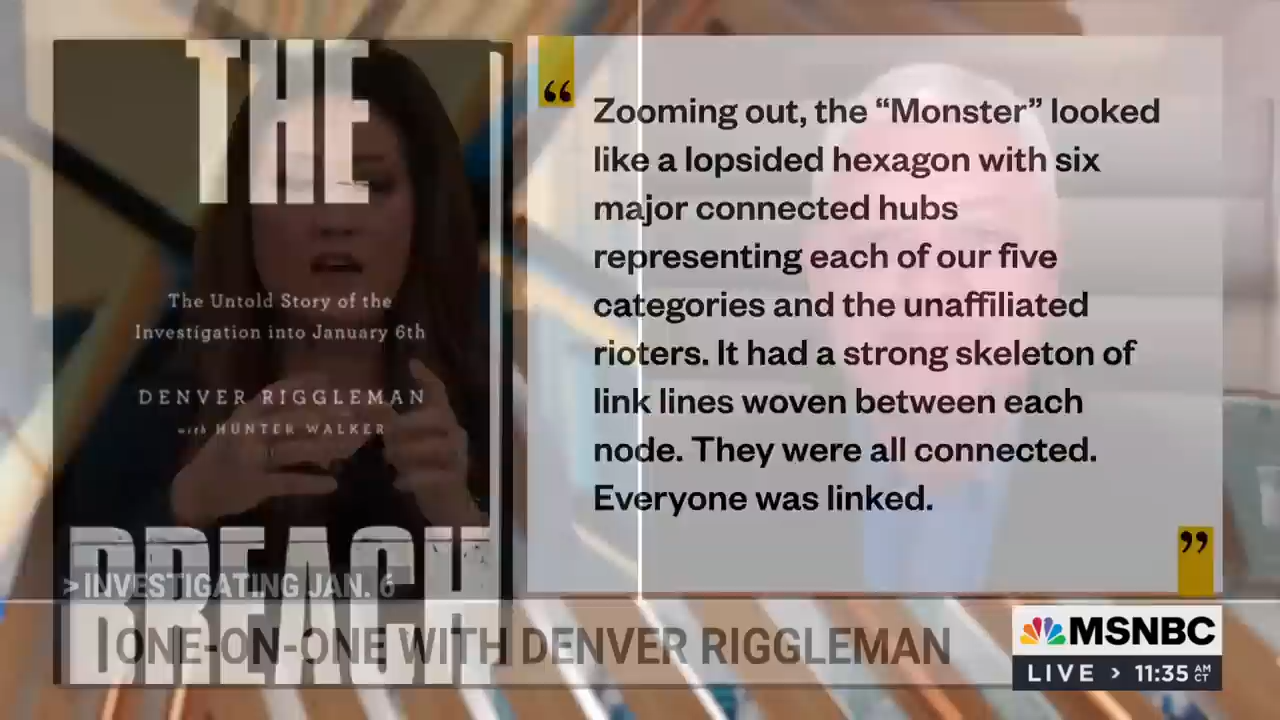 THE
The Untold Story of the
Investigation into January 6th
DENVER RIGGLEMAN
with HUNTER WALKER
BREACH
“
Zooming out, the “Monster” looked
like a lopsided hexagon with six
major connected hubs
representing each of our five
categories and the unaffiliated
rioters. It had a strong skeleton of
link lines woven between each
node. They were all connected.
Everyone was linked.
”
> INVESTIGATING JAN. 6
ONE-ON-ONE WITH DENVER RIGGLEMAN
MSNBC
LIVE > 11:35 AM CT